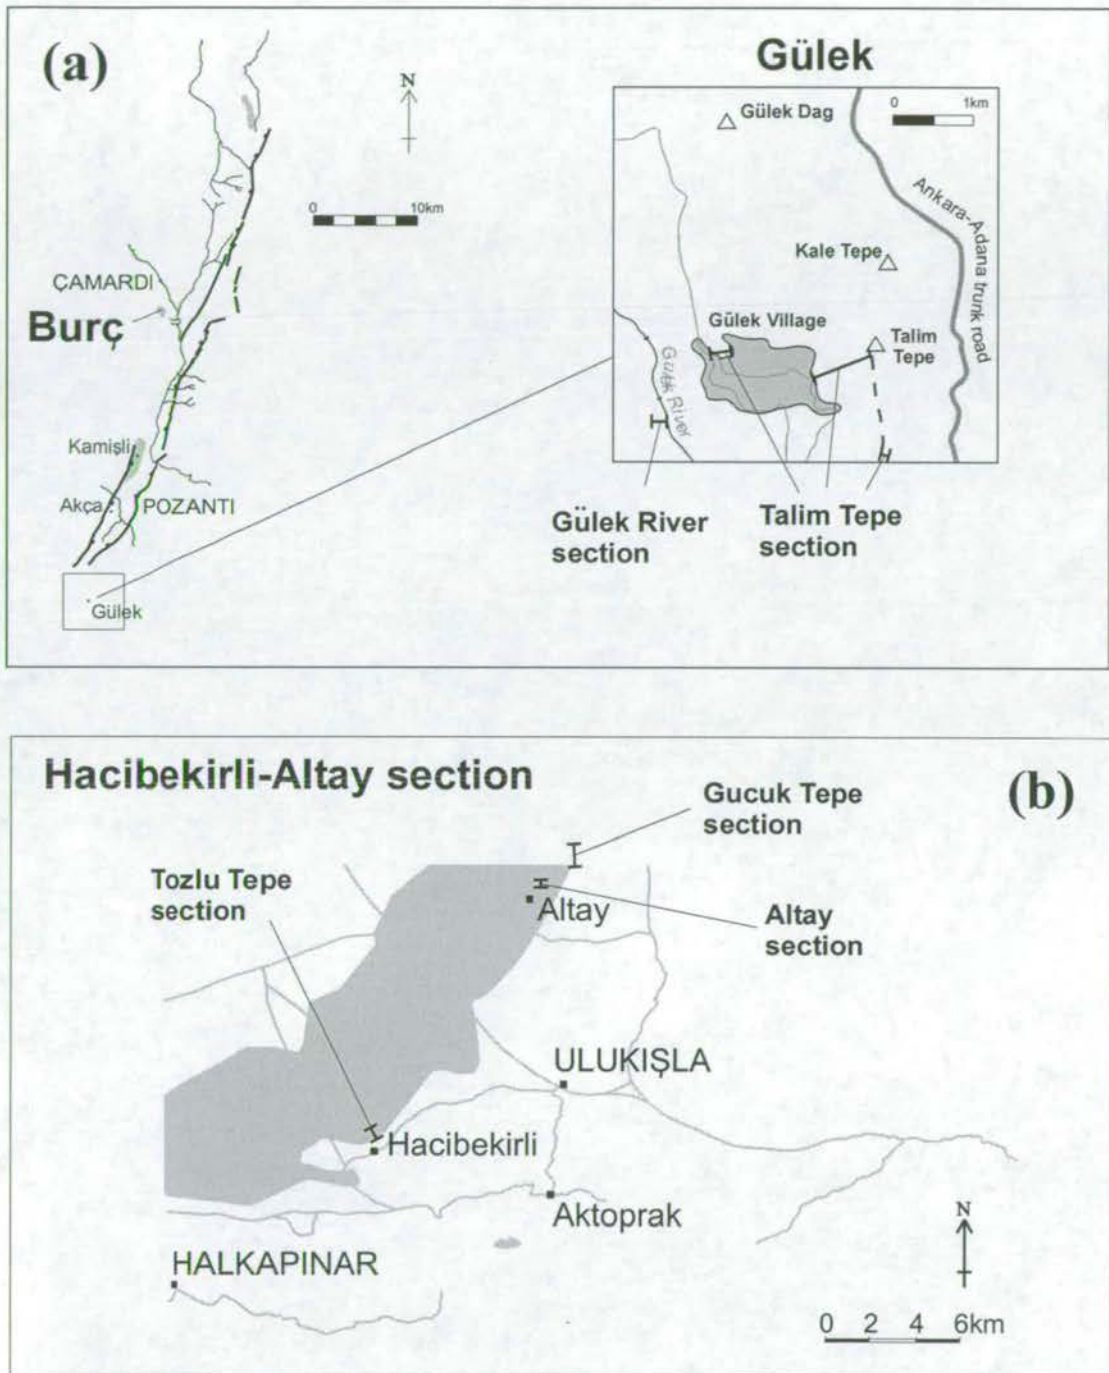 (a)
N
0 10km
ÇAMARDI
Burç
Kamişli
Akça
POZANTI
Gülek
Gülek
0 1km
Gülek Dag
Ankara-Adana trunk road
Kale Tepe
Gülek Village
Talim
Tepe
Gülek River
Gülek River
section
Talim Tepe
section
Hacibekirli-Altay section
(b)
Gucuk Tepe
section
Tozlu Tepe
section
Altay
Altay
section
ULUKIŞLA
Hacibekirli
Aktoprak
HALKAPINAR
N
0 2 4 6km